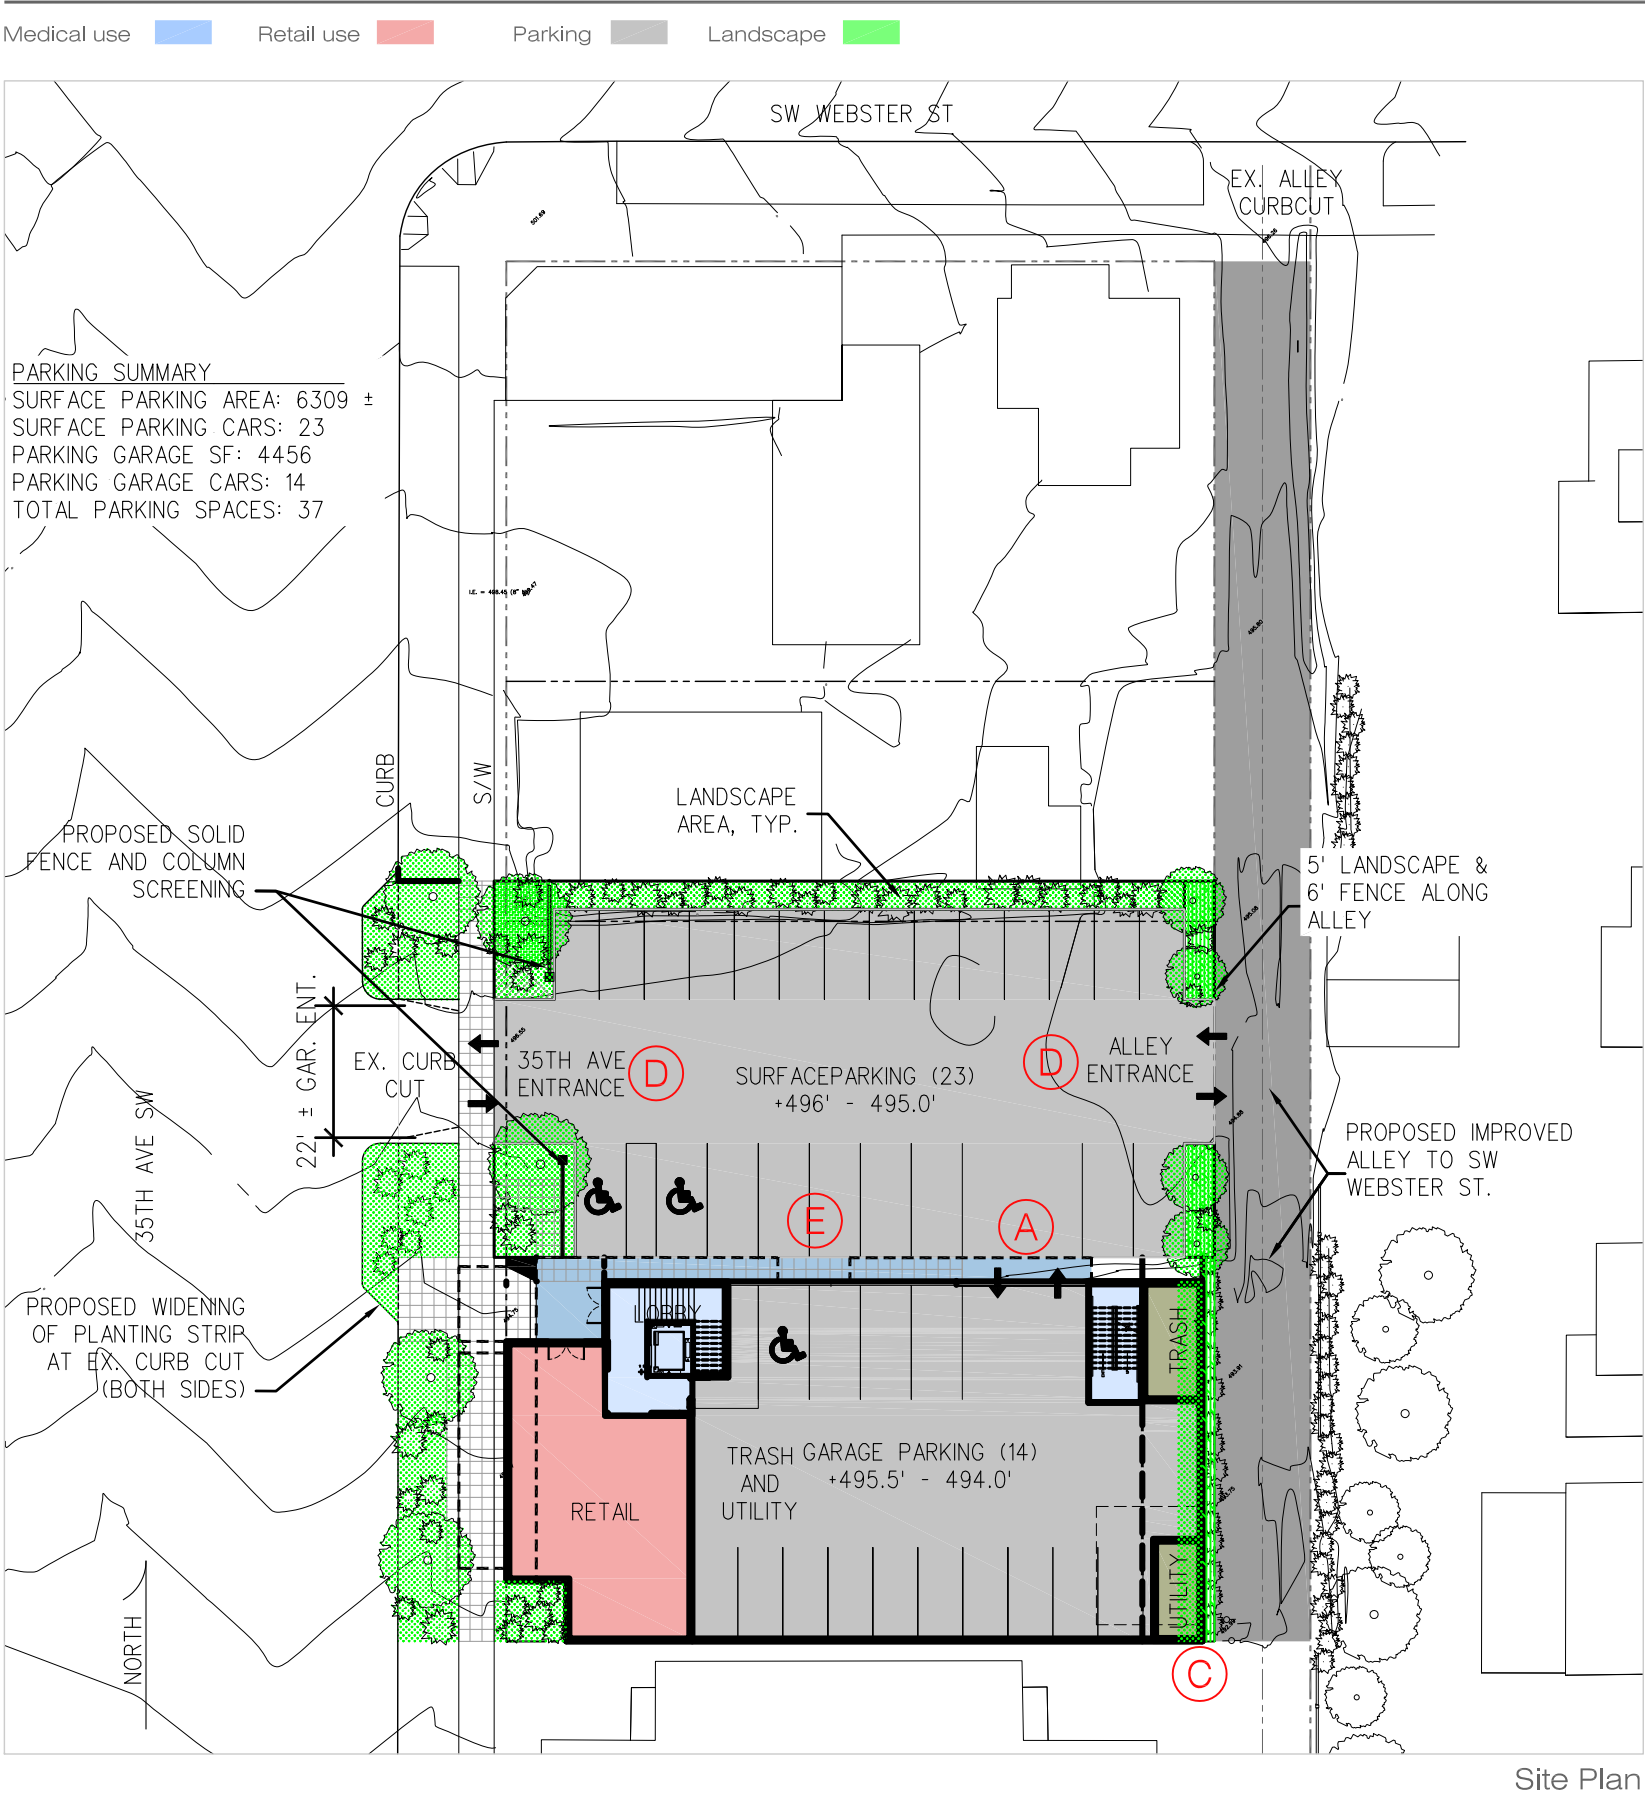 Medical use Retail use Parking Landscape
SW WEBSTER ST
EX. ALLEY
CURBCUT
501.69
PARKING SUMMARY
SURFACE PARKING AREA: 6309 ±
SURFACE PARKING CARS: 23
PARKING GARAGE SF: 4456
PARKING GARAGE CARS: 14
TOTAL PARKING SPACES: 37
495.80
CURB
S/W
LANDSCAPE
AREA, TYP.
PROPOSED SOLID
FENCE AND COLUMN
SCREENING
5' LANDSCAPE &
6' FENCE ALONG
ALLEY
22' ± GAR. ENT.
EX. CURB
CUT
35TH AVE
ENTRANCE
D
SURFACEPARKING (23)
+496' - 495.0'
D
ALLEY
ENTRANCE
35TH AVE SW
PROPOSED IMPROVED
ALLEY TO SW
WEBSTER ST.
E
A
PROPOSED WIDENING
OF PLANTING STRIP
AT EX. CURB CUT
(BOTH SIDES)
LOBBY
TRASH
TRASH
AND
UTILITY
GARAGE PARKING (14)
+495.5' - 494.0'
RETAIL
UTILITY
NORTH
C
Site Plan